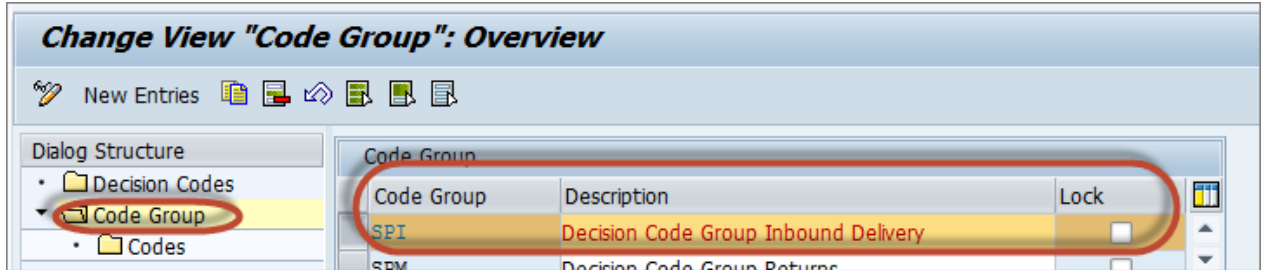 Change View "Code Group": Overview
New Entries
Dialog Structure
Decision Codes
Code Group
Codes
Code Group
Code Group Description Lock
SPI Decision Code Group Inbound Delivery
SPM Decision Code Group Returns